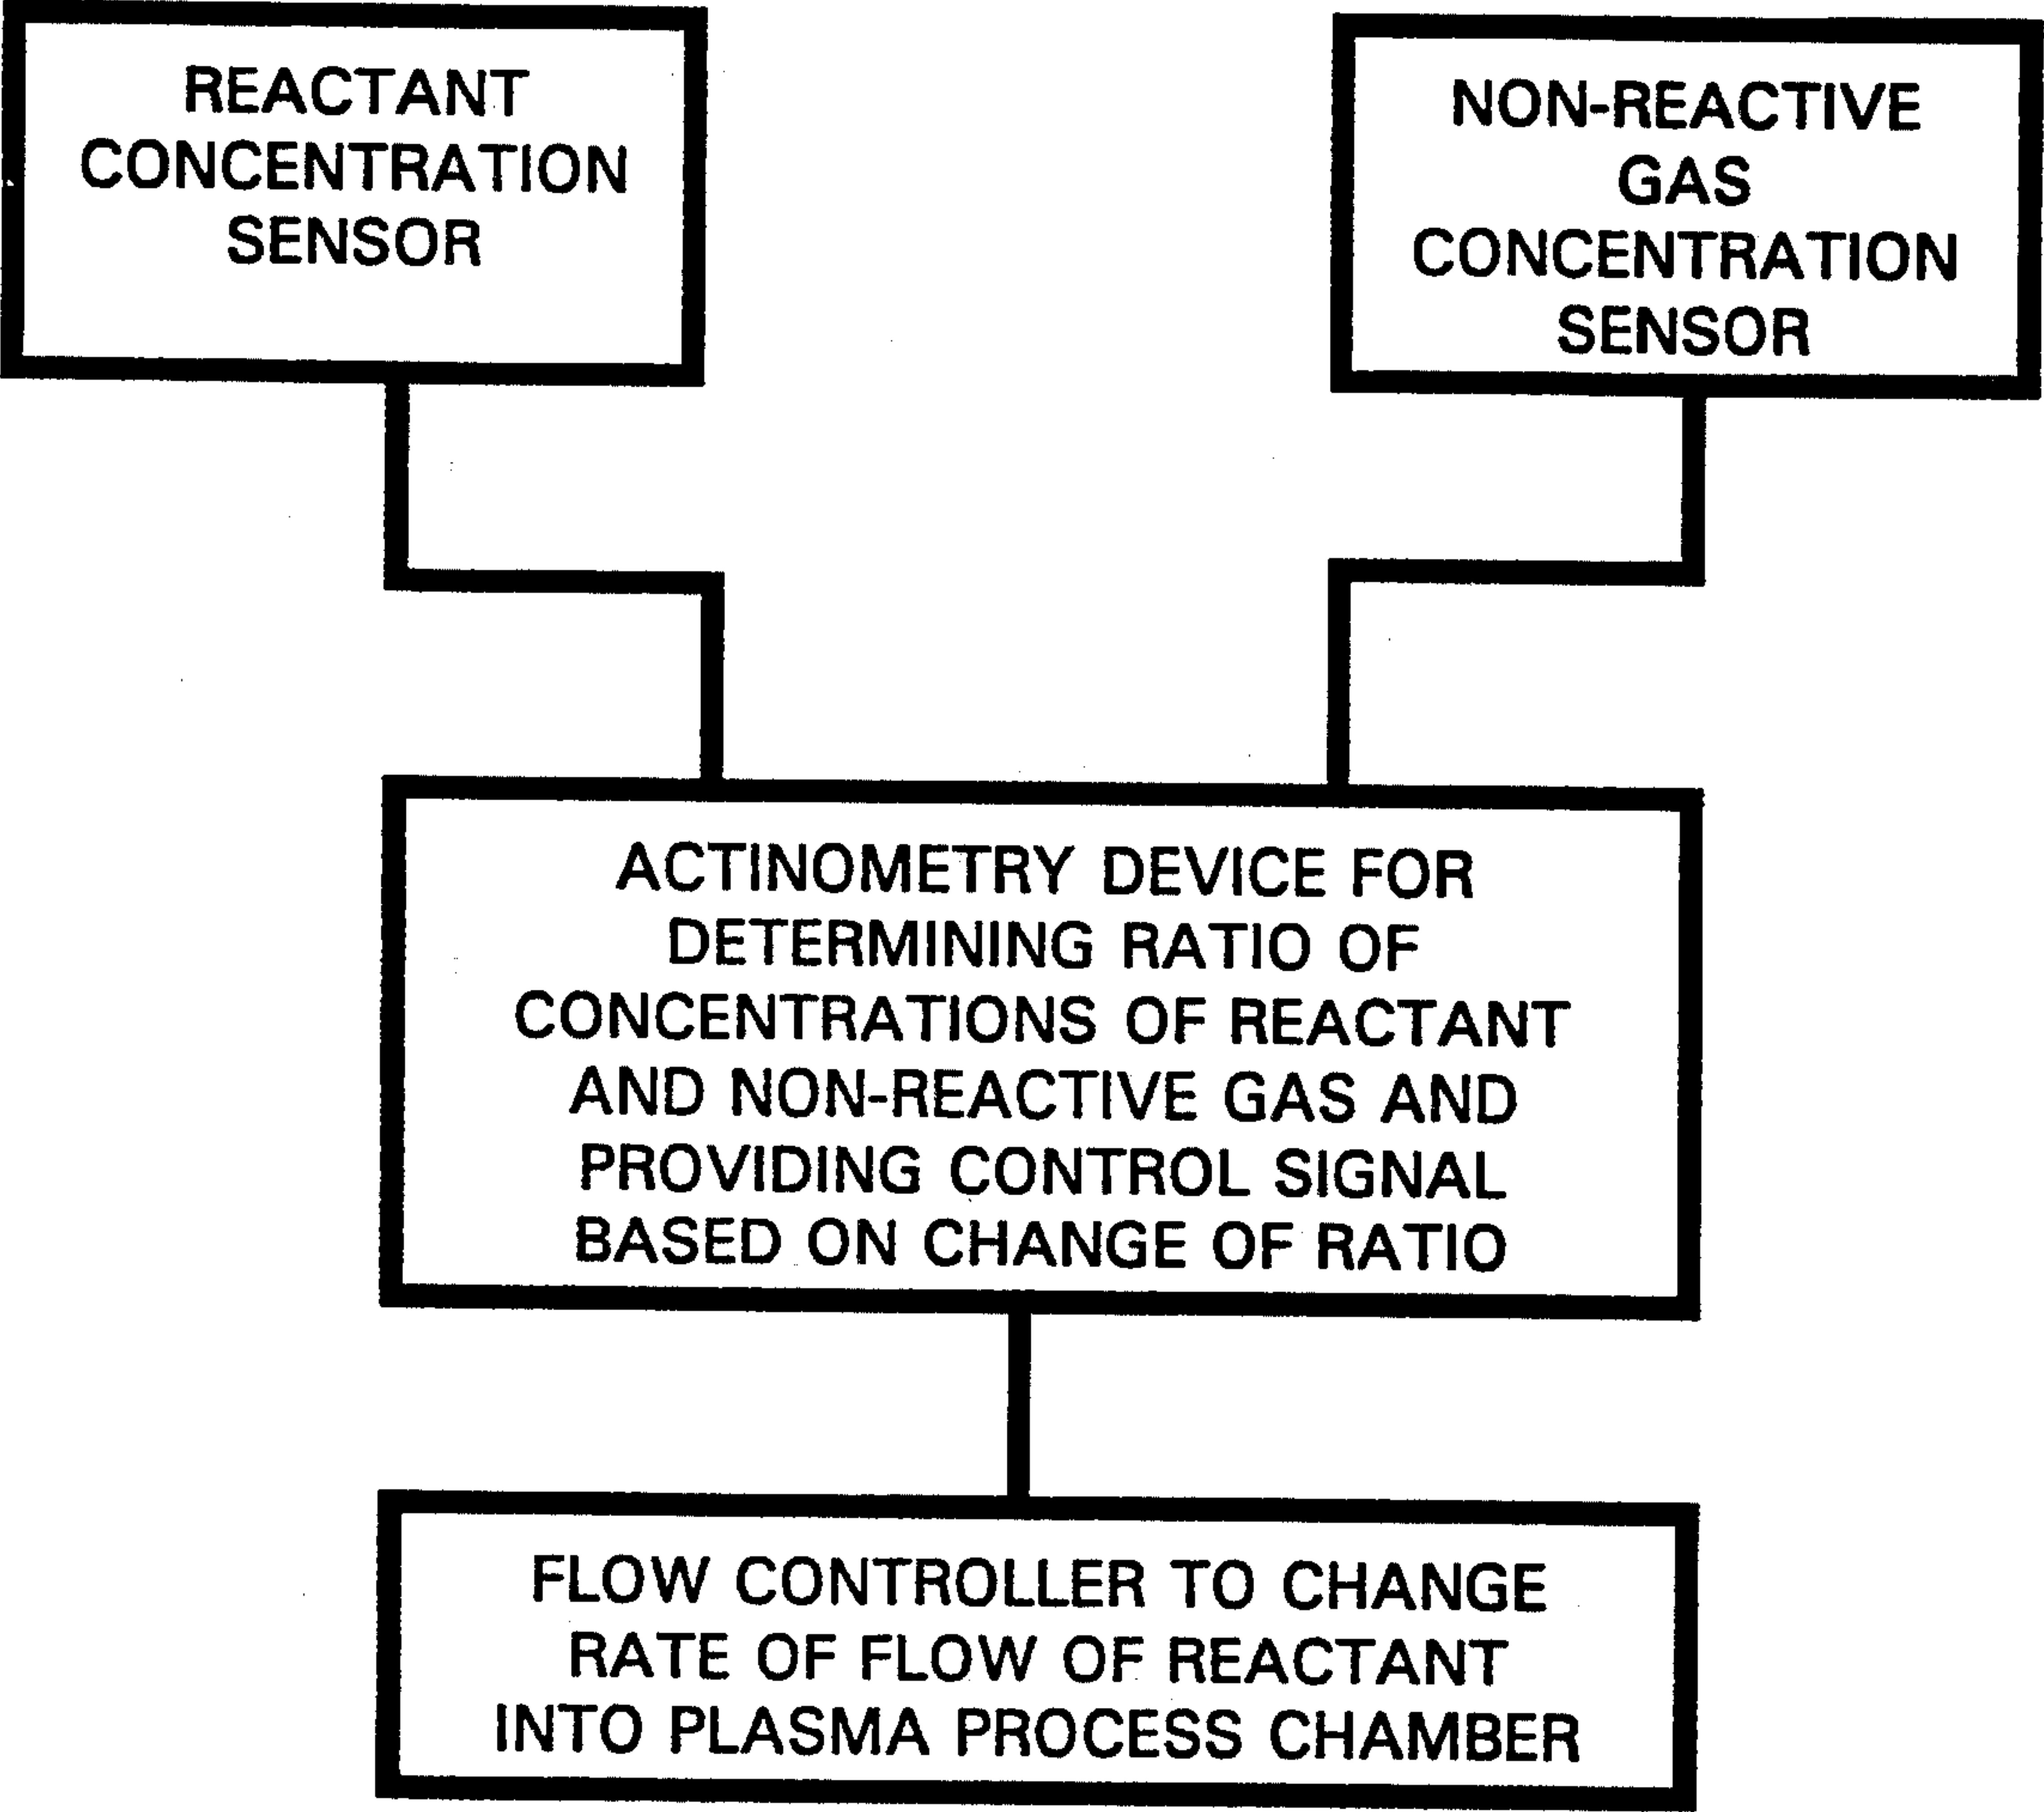 REACTANT
CONCENTRATION
SENSOR
NON-REACTIVE
GAS
CONCENTRATION
SENSOR
ACTINOMETRY DEVICE FOR
DETERMINING RATIO OF
CONCENTRATIONS OF REACTANT
AND NON-REACTIVE GAS AND
PROVIDING CONTROL SIGNAL
BASED ON CHANGE OF RATIO
FLOW CONTROLLER TO CHANGE
RATE OF FLOW OF REACTANT
INTO PLASMA PROCESS CHAMBER